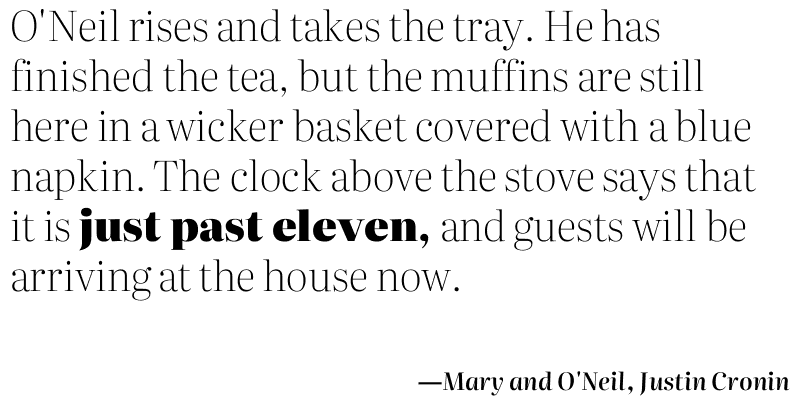 O'Neil rises and takes the tray. He has
finished the tea, but the muffins are still
here in a wicker basket covered with a blue
napkin. The clock above the stove says that
it is just past eleven, and guests will be
arriving at the house now.
—Mary and O'Neil, Justin Cronin